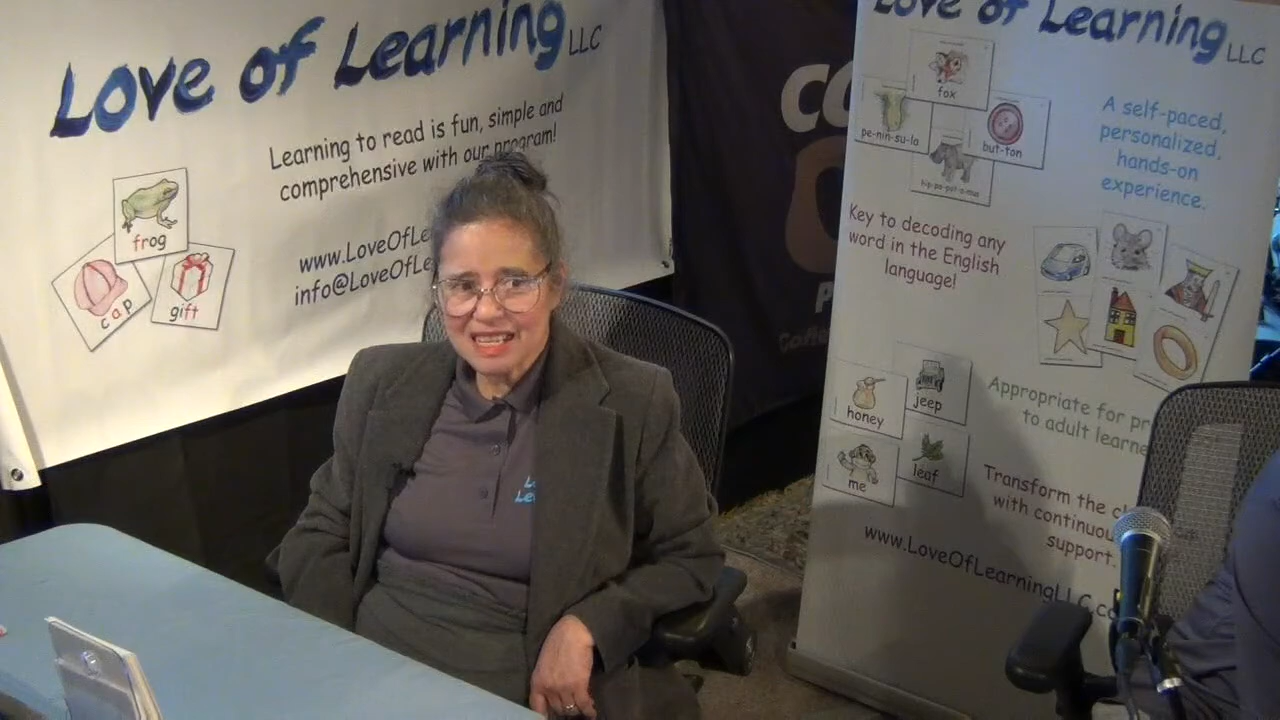 Love of Learning LLC
Learning to read is fun, simple and
comprehensive with our program!
www.LoveOfLe
info@LoveOfLe
frog
cap
gift
Love of Learning LLC
fox
pe-nin-su-la
but-ton
hip-po-pot-a-mus
A self-paced,
personalized,
hands-on
experience.
Key to decoding any
word in the English
language!
honey
jeep
me
leaf
Appropriate for pr
to adult learne
Transform the cl
with continuous
support.
www.LoveOfLearningLLC.co